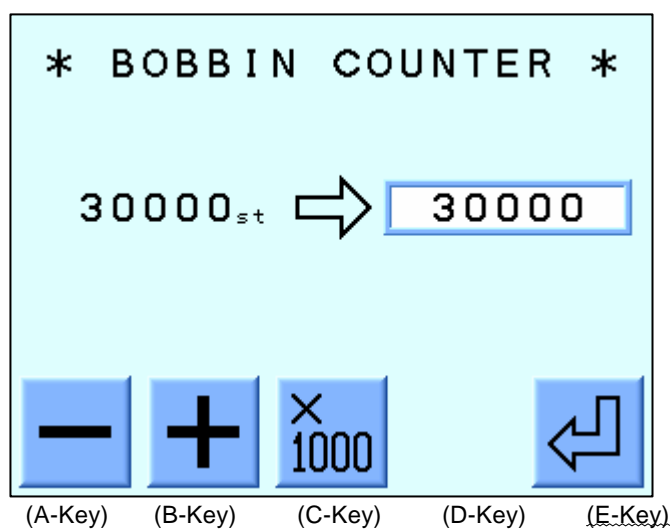 * BOBBIN COUNTER *
30000st 30000
×
1000
(A-Key) (B-Key) (C-Key) (D-Key) (E-Key)